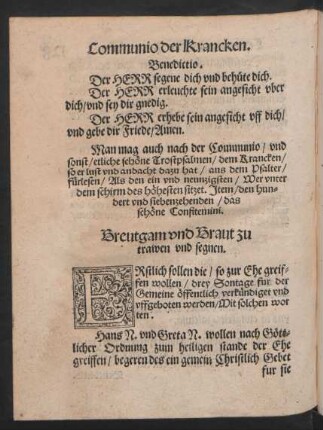 Communio der Krancken.
Benedictio.
Der HERR segene dich vnd behüte dich.
Der HERR erleuchte sein angesicht vber
dich/vnd sey dir gnedig.
Der HERR erhebe sein angesicht vff dich/
vnd gebe dir Friede/Amen.
Man mag auch nach der Communio/ vnd
sonst/etliche schöne Trostpsalmen/ dem Krancken/
so er lust vnd andacht dazu hat/ aus dem Psalter/
fürlesen/ Als den ein vnd neunzigsten/ Wer vnter
dem schirm des höhesten sitzet. Item/den hun-
dert vnd siebenzehenden/das
schöne Confitemini.
Breutgam vnd Braut zu
trawen vnd segnen.
ERstlich sollen die/ so zur Ehe greif-
fen wollen/ drey Sontage für der
Gemeine öffentlich verkündiget vnd
vffgeboten werden/Mit solchen wor
ten.
Hans N. vnd Greta N. wollen nach Gött-
licher Ordnung zum heiligen stande der Ehe
greiffen/ begeren des ein gemein Christlich Gebet
für sie